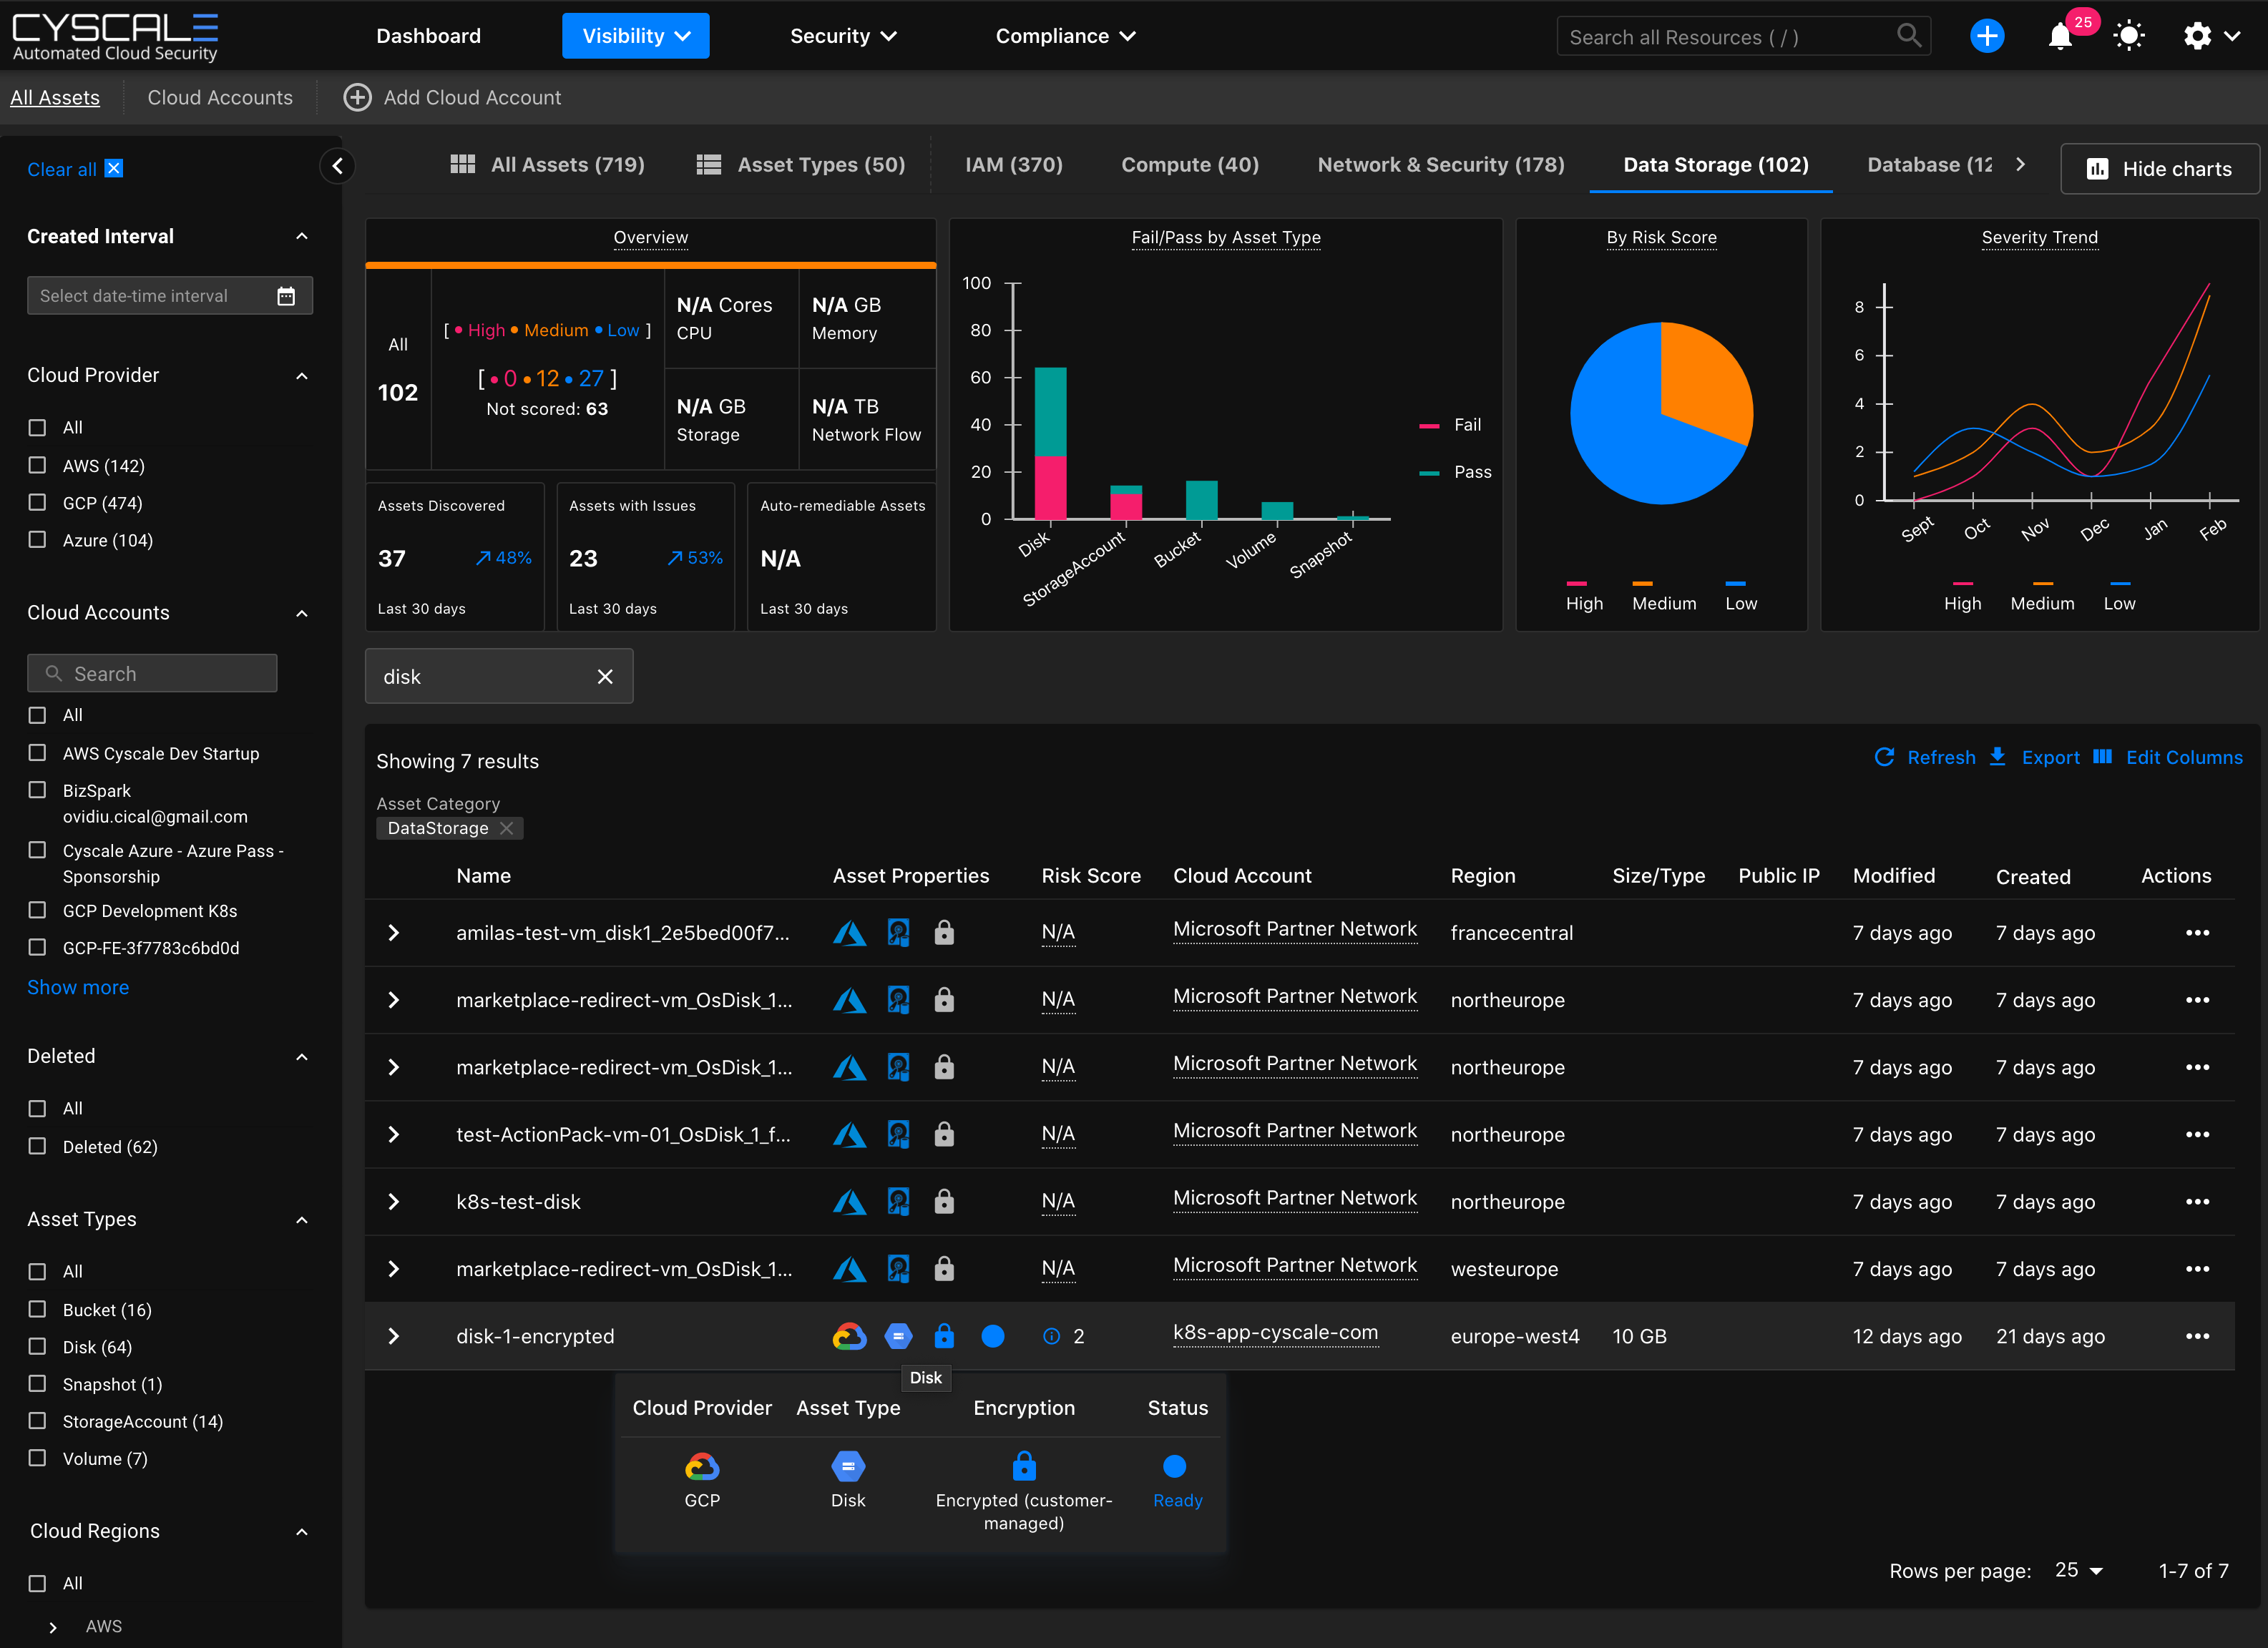 CYSCALE
Automated Cloud Security
Dashboard
Visibility
Security
Compliance
Search all Resources ( / )
25
All Assets
Cloud Accounts
Add Cloud Account
Clear all
Created Interval
Select date-time interval
Cloud Provider
All
AWS (142)
GCP (474)
Azure (104)
Cloud Accounts
Search
All
AWS Cyscale Dev Startup
BizSpark
ovidiu.cical@gmail.com
Cyscale Azure - Azure Pass -
Sponsorship
GCP Development K8s
GCP-FE-3f7783c6bd0d
Show more
Deleted
All
Deleted (62)
Asset Types
All
Bucket (16)
Disk (64)
Snapshot (1)
StorageAccount (14)
Volume (7)
Cloud Regions
All
AWS
All Assets (719)
Asset Types (50)
IAM (370)
Compute (40)
Network & Security (178)
Data Storage (102)
Database (12
Hide charts
Overview
All
102
[ • High • Medium • Low ]
[ • 0 • 12 • 27 ]
Not scored: 63
N/A Cores
CPU
N/A GB
Memory
N/A GB
Storage
N/A TB
Network Flow
Assets Discovered
37
48%
Last 30 days
Assets with Issues
23
53%
Last 30 days
Auto-remediable Assets
N/A
Last 30 days
Fail/Pass by Asset Type
100
80
60
40
20
0
Disk
StorageAccount
Bucket
Volume
Snapshot
Fail
Pass
By Risk Score
High
Medium
Low
Severity Trend
8
6
4
2
0
Sept
Oct
Nov
Dec
Jan
Feb
High
Medium
Low
disk
Showing 7 results
Refresh
Export
Edit Columns
Asset Category
DataStorage
Name Asset Properties Risk Score Cloud Account Region Size/Type Public IP Modified Created Actions
amilas-test-vm_disk1_2e5bed00f7... N/A Microsoft Partner Network francecentral 7 days ago 7 days ago
marketplace-redirect-vm_OsDisk_1... N/A Microsoft Partner Network northeurope 7 days ago 7 days ago
marketplace-redirect-vm_OsDisk_1... N/A Microsoft Partner Network northeurope 7 days ago 7 days ago
test-ActionPack-vm-01_OsDisk_1_f... N/A Microsoft Partner Network northeurope 7 days ago 7 days ago
k8s-test-disk N/A Microsoft Partner Network northeurope 7 days ago 7 days ago
marketplace-redirect-vm_OsDisk_1... N/A Microsoft Partner Network westeurope 7 days ago 7 days ago
disk-1-encrypted 2 k8s-app-cyscale-com europe-west4 10 GB 12 days ago 21 days ago
Disk
Cloud Provider Asset Type Encryption Status
GCP
Disk
Encrypted (customer-
managed)
Ready
Rows per page: 25 1-7 of 7